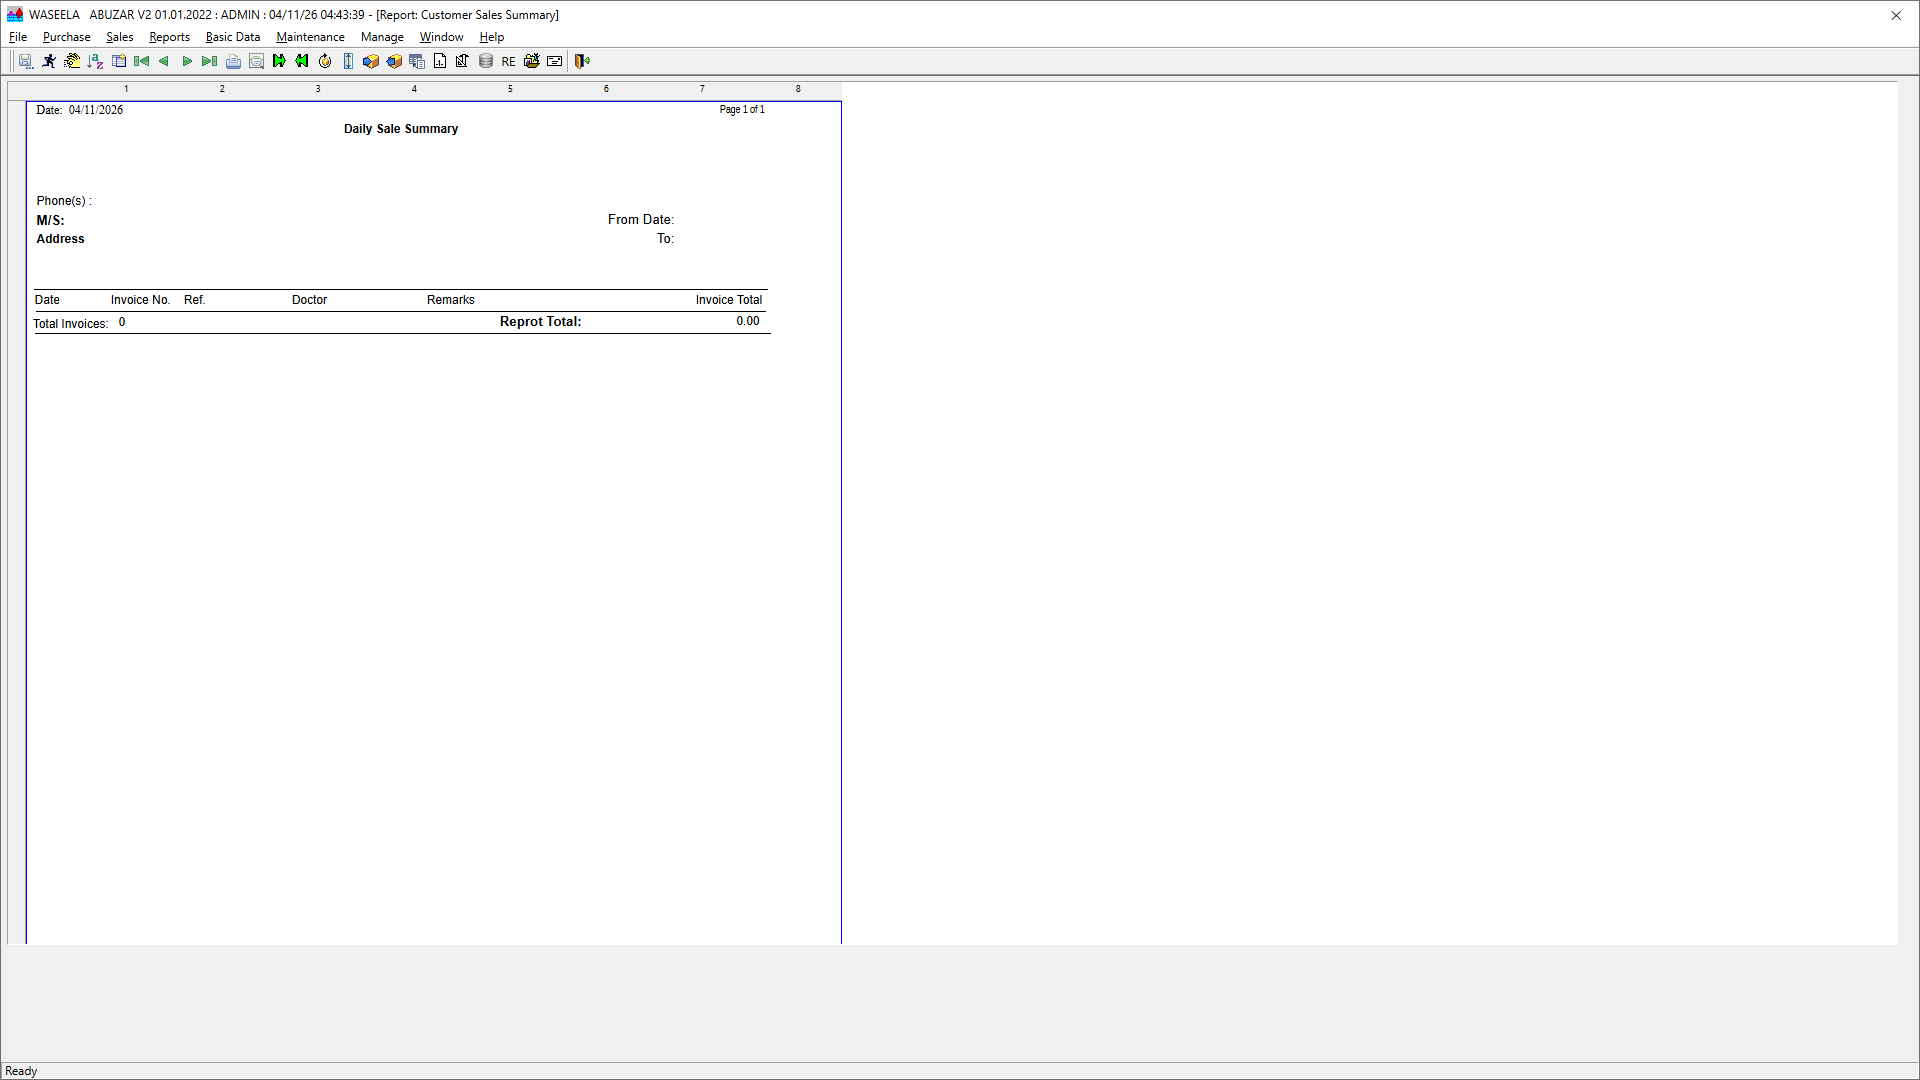 WASEELA ABUZAR V2 01.01.2022 : ADMIN : 04/11/26 04:43:39 - [Report: Customer Sales Summary]
File Purchase Sales Reports Basic Data Maintenance Manage Window Help
RE
1 2 3 4 5 6 7 8
Date: 04/11/2026 Page 1 of 1
Daily Sale Summary
Phone(s) :
M/S: From Date:
Address To:
Date Invoice No. Ref. Doctor Remarks Invoice Total
Total Invoices: 0 Reprot Total: 0.00
Ready